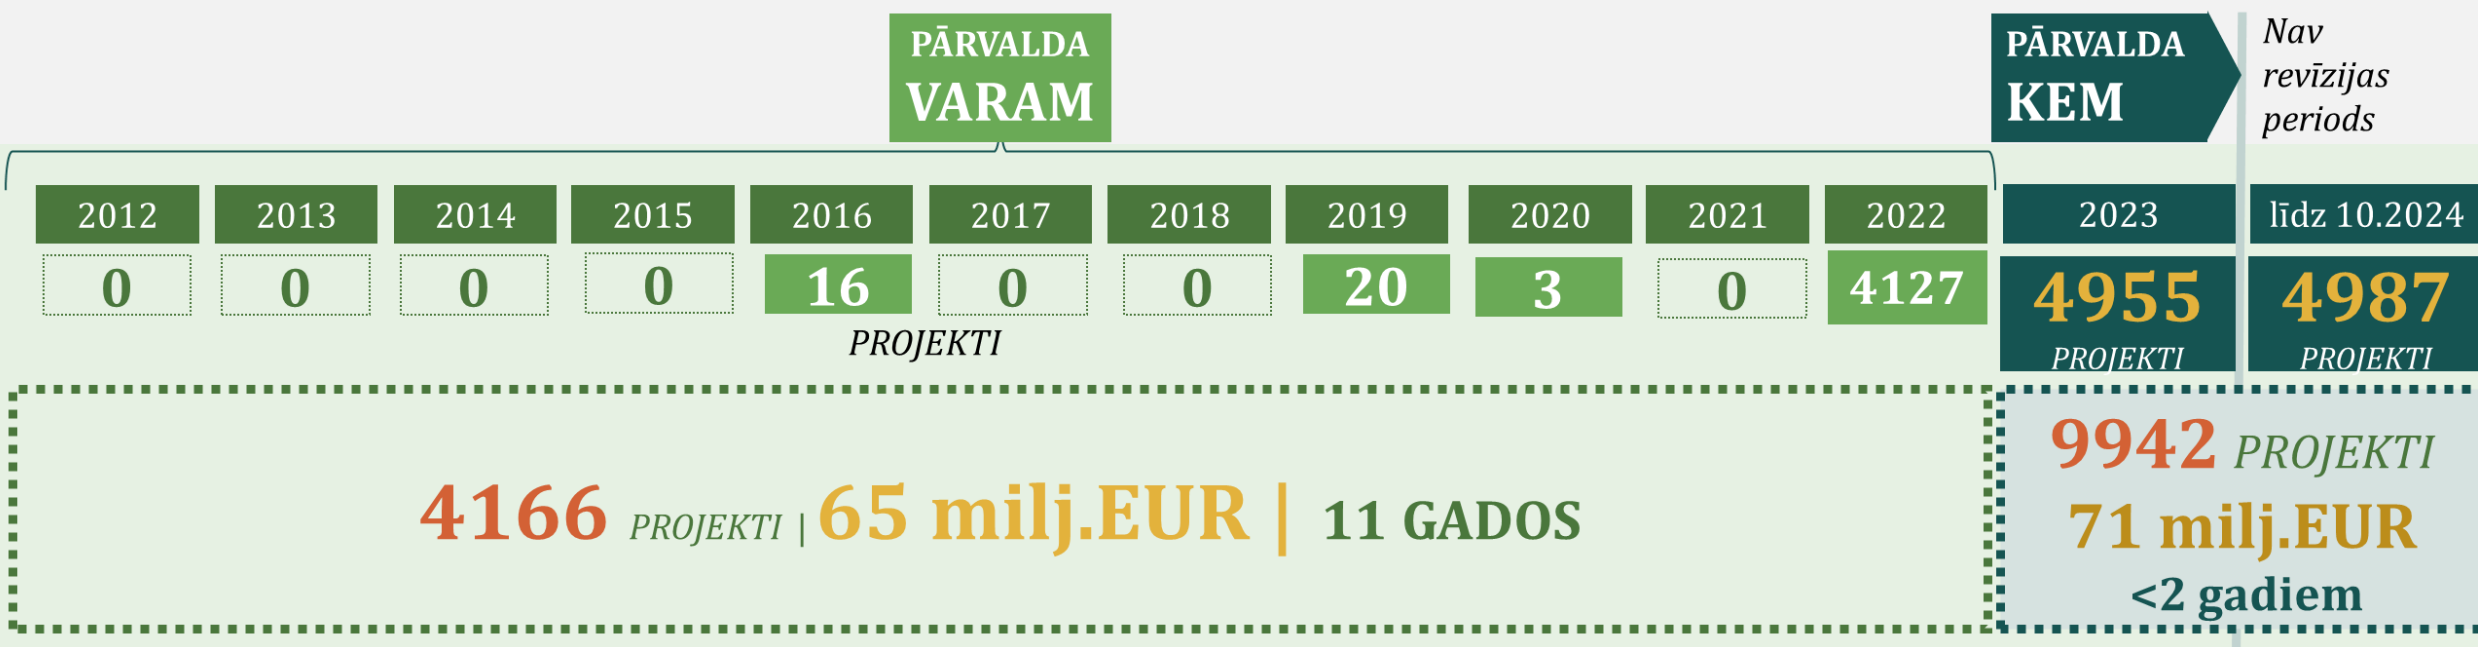 PĀRVALDA
VARAM
PĀRVALDA
KEM
Nav
revīzijas
periods
2012 2013 2014 2015 2016 2017 2018 2019 2020 2021 2022 2023 līdz 10.2024
0 0 0 0 16 0 0 20 3 0 4127 4955 4987
PROJEKTI
PROJEKTI PROJEKTI
4166 PROJEKTI | 65 milj.EUR | 11 GADOS
9942 PROJEKTI
71 milj.EUR
<2 gadiem